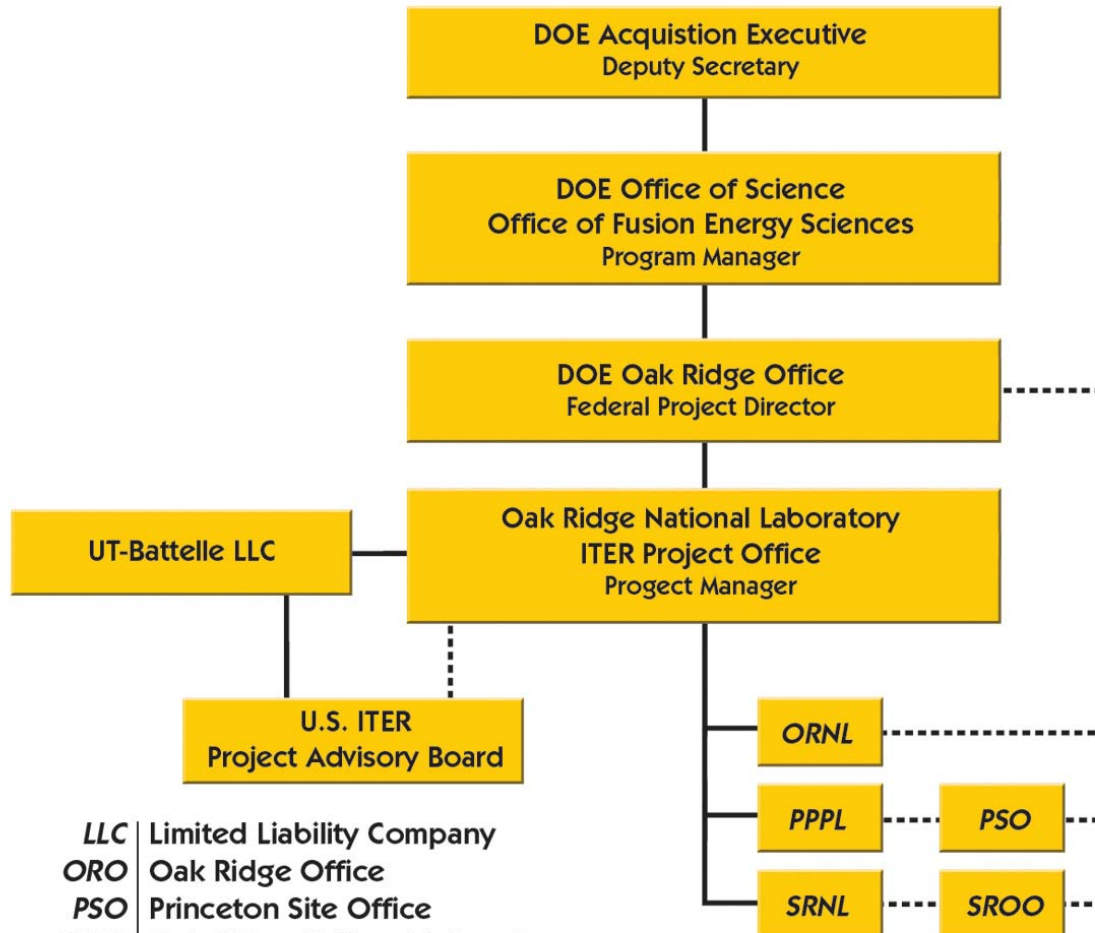 DOE Acquistion Executive
Deputy Secretary
DOE Office of Science
Office of Fusion Energy Sciences
Program Manager
DOE Oak Ridge Office
Federal Project Director
Oak Ridge National Laboratory
ITER Project Office
Progect Manager
UT-Battelle LLC
U.S. ITER
Project Advisory Board
ORNL
PPPL
PSO
SRNL
SROO
LLC Limited Liability Company
ORO Oak Ridge Office
PSO Princeton Site Office